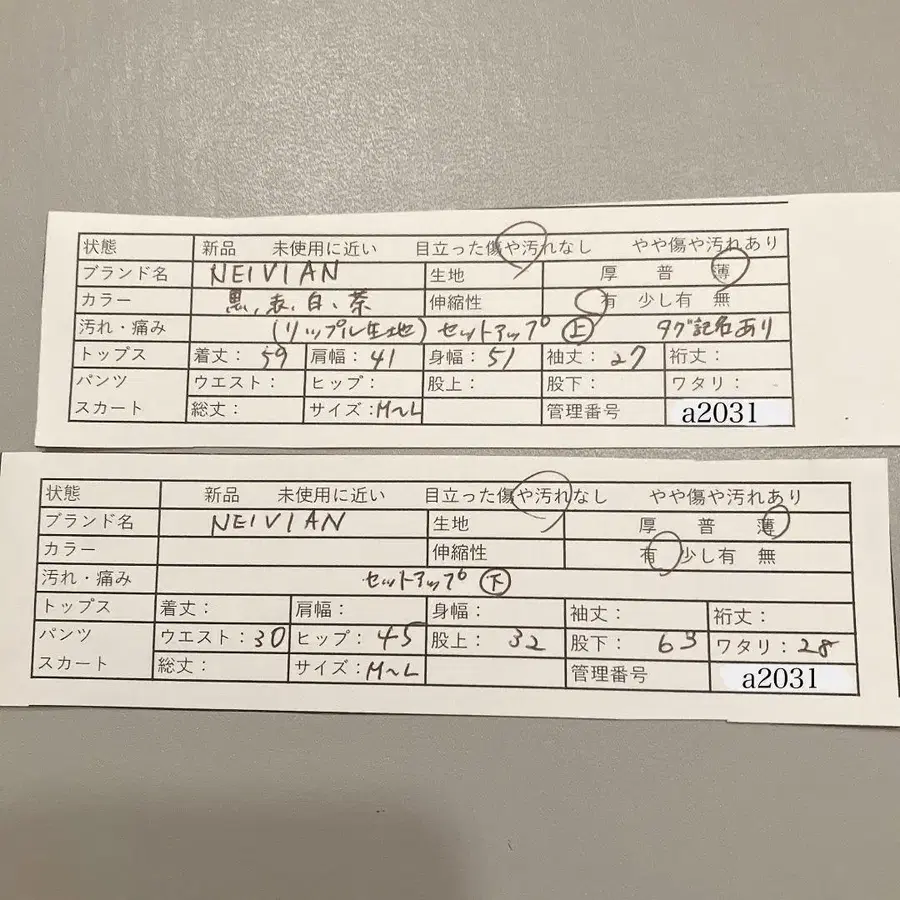 状態 新品 未使用に近い 目立った傷や汚れなし やや傷や汚れあり
ブランド名 NEIVIAN 生地 厚 普 薄
カラー 黒、表、白、茶 伸縮性 有 少し有 無
汚れ・痛み (リップル生地) セットアップ 上 タグ記名あり
トップス 着丈：59 肩幅：41 身幅：51 袖丈：27 裄丈：
パンツ ウエスト： ヒップ： 股上： 股下： ワタリ：
スカート 総丈： サイズ：M〜L 管理番号 a2031
状態 新品 未使用に近い 目立った傷や汚れなし やや傷や汚れあり
ブランド名 NEIVIAN 生地 厚 普 薄
カラー 伸縮性 有 少し有 無
汚れ・痛み セットアップ 下
トップス 着丈： 肩幅： 身幅： 袖丈： 裄丈：
パンツ ウエスト：30 ヒップ：45 股上：32 股下：63 ワタリ：28
スカート 総丈： サイズ：M〜L 管理番号 a2031